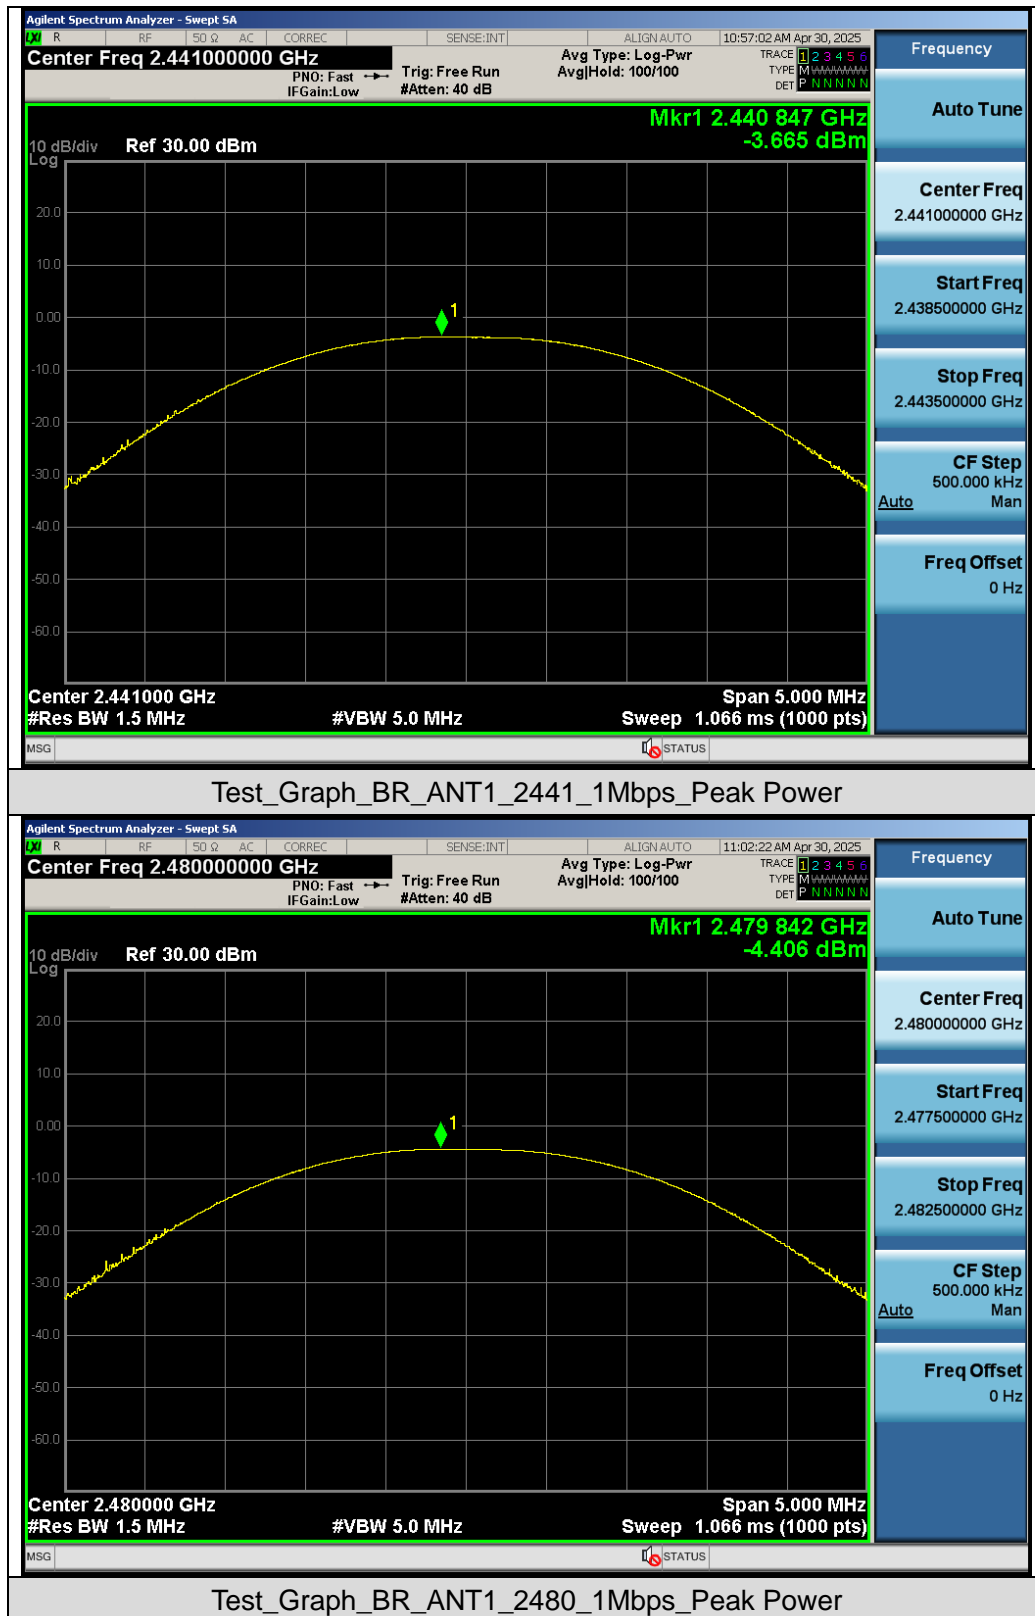 Agilent Spectrum Analyzer - Swept SA
LXI R RF 50 Ω AC CORREC SENSE:INT ALIGN AUTO 10:57:02 AM Apr 30, 2025
Center Freq 2.441000000 GHz
PNO: Fast
IFGain:Low
Trig: Free Run
#Atten: 40 dB
Avg Type: Log-Pwr
Avg|Hold: 100/100
TRACE 1 2 3 4 5 6
TYPE M WWWWW
DET P N N N N N
Mkr1 2.440 847 GHz
-3.665 dBm
10 dB/div Ref 30.00 dBm
Log
20.0
10.0
0.00
-10.0
-20.0
-30.0
-40.0
-50.0
-60.0
1
Center 2.441000 GHz Span 5.000 MHz
#Res BW 1.5 MHz #VBW 5.0 MHz Sweep 1.066 ms (1000 pts)
MSG STATUS
Frequency
Auto Tune
Center Freq
2.441000000 GHz
Start Freq
2.438500000 GHz
Stop Freq
2.443500000 GHz
CF Step
500.000 kHz
Auto Man
Freq Offset
0 Hz
Test_Graph_BR_ANT1_2441_1Mbps_Peak Power
Agilent Spectrum Analyzer - Swept SA
LXI R RF 50 Ω AC CORREC SENSE:INT ALIGN AUTO 11:02:22 AM Apr 30, 2025
Center Freq 2.480000000 GHz
PNO: Fast
IFGain:Low
Trig: Free Run
#Atten: 40 dB
Avg Type: Log-Pwr
Avg|Hold: 100/100
TRACE 1 2 3 4 5 6
TYPE M WWWWW
DET P N N N N N
Mkr1 2.479 842 GHz
-4.406 dBm
10 dB/div Ref 30.00 dBm
Log
20.0
10.0
0.00
-10.0
-20.0
-30.0
-40.0
-50.0
-60.0
1
Center 2.480000 GHz Span 5.000 MHz
#Res BW 1.5 MHz #VBW 5.0 MHz Sweep 1.066 ms (1000 pts)
MSG STATUS
Frequency
Auto Tune
Center Freq
2.480000000 GHz
Start Freq
2.477500000 GHz
Stop Freq
2.482500000 GHz
CF Step
500.000 kHz
Auto Man
Freq Offset
0 Hz
Test_Graph_BR_ANT1_2480_1Mbps_Peak Power